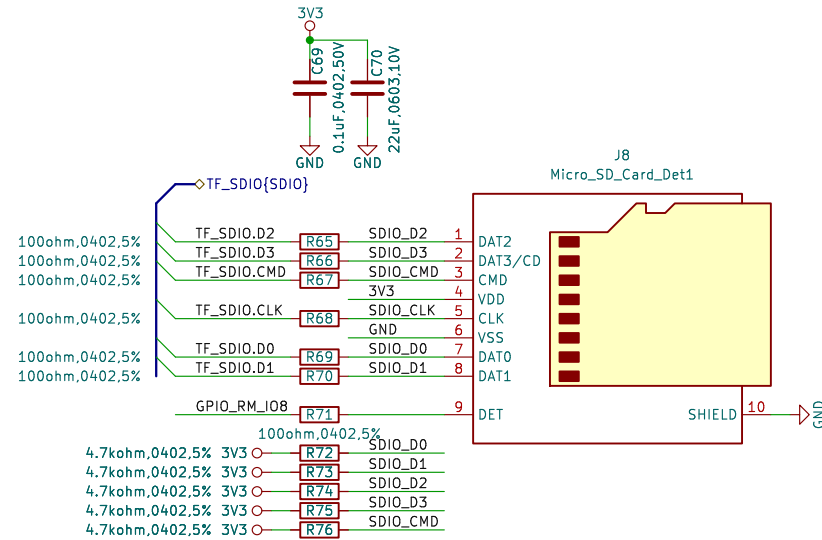 3V3
C69
0.1uF,0402,50V
C70
22uF,0603,10V
GND
GND
J8
Micro_SD_Card_Det1
TF_SDIO{SDIO}
100ohm,0402,5% TF_SDIO.D2 R65 SDIO_D2 1 DAT2
100ohm,0402,5% TF_SDIO.D3 R66 SDIO_D3 2 DAT3/CD
100ohm,0402,5% TF_SDIO.CMD R67 SDIO_CMD 3 CMD
3V3 4 VDD
100ohm,0402,5% TF_SDIO.CLK R68 SDIO_CLK 5 CLK
GND 6 VSS
100ohm,0402,5% TF_SDIO.D0 R69 SDIO_D0 7 DAT0
100ohm,0402,5% TF_SDIO.D1 R70 SDIO_D1 8 DAT1
GPIO_RM_IO8 R71 9 DET SHIELD 10 GND
100ohm,0402,5%
4.7kohm,0402,5% 3V3 R72 SDIO_D0
4.7kohm,0402,5% 3V3 R73 SDIO_D1
4.7kohm,0402,5% 3V3 R74 SDIO_D2
4.7kohm,0402,5% 3V3 R75 SDIO_D3
4.7kohm,0402,5% 3V3 R76 SDIO_CMD